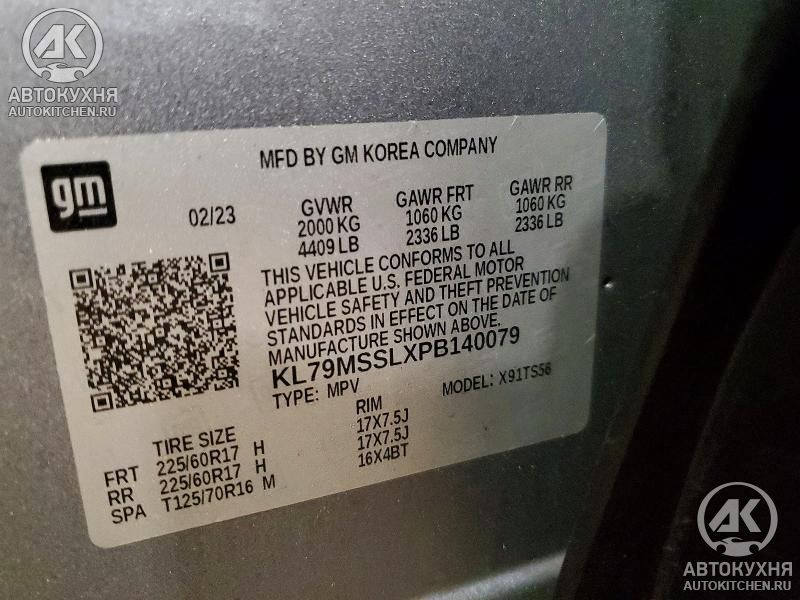 AK
АВТОКУХНЯ
AUTOKITCHEN.RU
MFD BY GM KOREA COMPANY
gm
02/23
GVWR
2000 KG
4409 LB
GAWR FRT
1060 KG
2336 LB
GAWR RR
1060 KG
2336 LB
THIS VEHICLE CONFORMS TO ALL
APPLICABLE U.S. FEDERAL MOTOR
VEHICLE SAFETY AND THEFT PREVENTION
STANDARDS IN EFFECT ON THE DATE OF
MANUFACTURE SHOWN ABOVE.
KL79MSSLXPB140079
TYPE: MPV MODEL: X91TS56
TIRE SIZE RIM
FRT 225/60R17 H 17X7.5J
RR 225/60R17 H 17X7.5J
SPA T125/70R16 M 16X4BT
AK
АВТОКУХНЯ
AUTOKITCHEN.RU